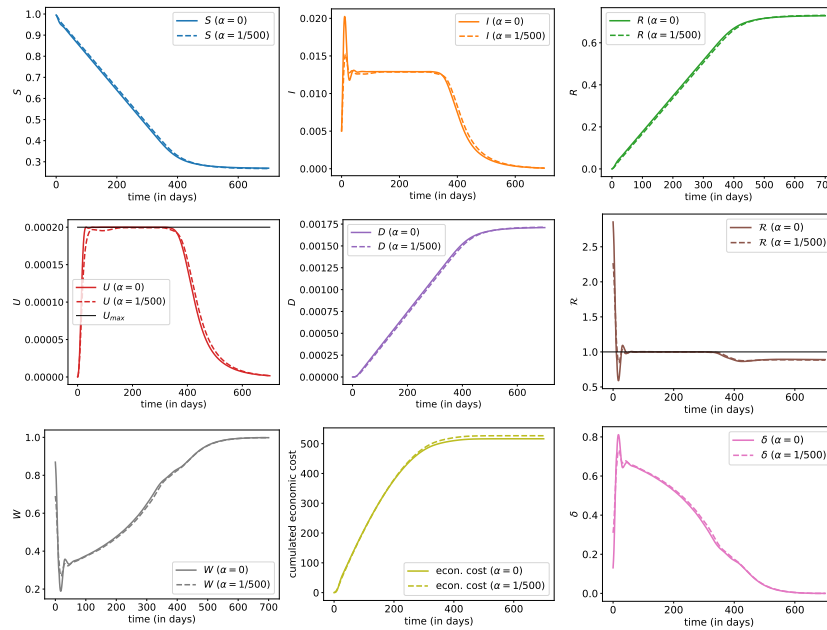 1.0
0.9
0.8
0.7
0.6
0.5
0.4
0.3
S
S (α = 0)
S (α = 1/500)
0
200
400
600
time (in days)
0.020
0.015
0.010
0.005
0.000
I
I (α = 0)
I (α = 1/500)
0
200
400
600
time (in days)
0.6
0.4
0.2
0.0
R
R (α = 0)
R (α = 1/500)
0
100
200
300
400
500
600
700
time (in days)
0.00020
0.00015
0.00010
0.00005
0.00000
U
U (α = 0)
U (α = 1/500)
Umax
0
200
400
600
time (in days)
0.00175
0.00150
0.00125
0.00100
0.00075
0.00050
0.00025
0.00000
D
D (α = 0)
D (α = 1/500)
0
200
400
600
time (in days)
2.5
2.0
1.5
1.0
0.5
ℛ
ℛ (α = 0)
ℛ (α = 1/500)
0
200
400
600
time (in days)
1.0
0.8
0.6
0.4
0.2
W
W (α = 0)
W (α = 1/500)
0
100
200
300
400
500
600
700
time (in days)
500
400
300
200
100
0
cumulated economic cost
econ. cost (α = 0)
econ. cost (α = 1/500)
0
200
400
600
time (in days)
0.8
0.6
0.4
0.2
0.0
δ
δ (α = 0)
δ (α = 1/500)
0
200
400
600
time (in days)